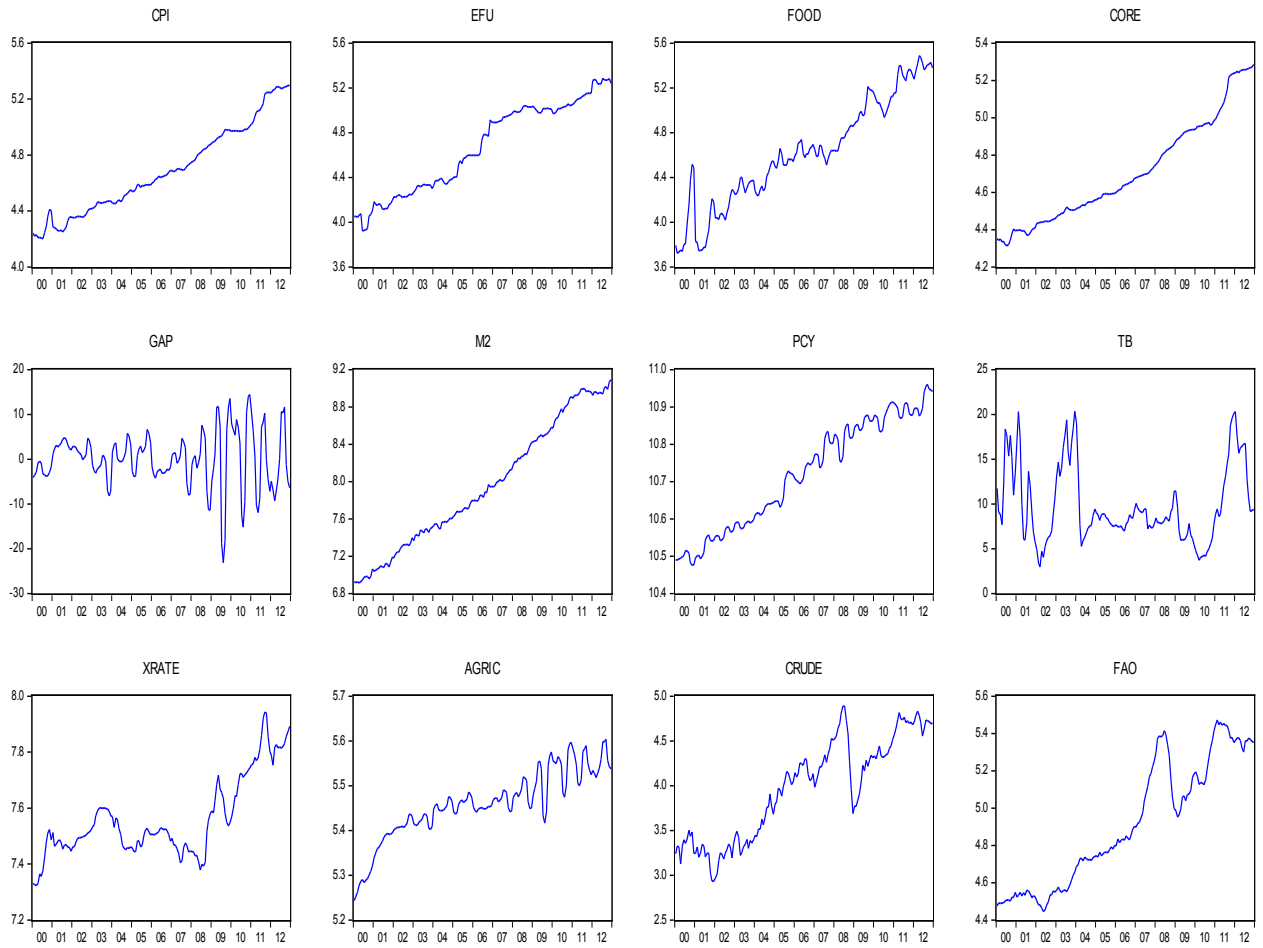 CPI EFU FOOD CORE
5.6 5.6 5.6 5.4
5.2 5.2 5.2 5.2
5.0
4.8 4.8 4.8 4.8
4.4 4.4 4.4 4.6
4.0 4.0 4.4
4.0 3.6 3.6 4.2
00 01 02 03 04 05 06 07 08 09 10 11 12 00 01 02 03 04 05 06 07 08 09 10 11 12 00 01 02 03 04 05 06 07 08 09 10 11 12 00 01 02 03 04 05 06 07 08 09 10 11 12
GAP M2 PCY TB
20 9.2 11.0 25
10 8.8 10.9 20
0 8.4 10.8 15
-10 8.0 10.7 10
-20 7.6 10.6 5
7.2 10.5
-30 6.8 10.4 0
00 01 02 03 04 05 06 07 08 09 10 11 12 00 01 02 03 04 05 06 07 08 09 10 11 12 00 01 02 03 04 05 06 07 08 09 10 11 12 00 01 02 03 04 05 06 07 08 09 10 11 12
XRATE AGRIC CRUDE FAO
8.0 5.7 5.0 5.6
7.8 5.6 4.5 5.4
5.5 4.0 5.2
7.6 5.4 3.5 5.0
7.4 5.3 3.0 4.8
4.6
7.2 5.2 2.5 4.4
00 01 02 03 04 05 06 07 08 09 10 11 12 00 01 02 03 04 05 06 07 08 09 10 11 12 00 01 02 03 04 05 06 07 08 09 10 11 12 00 01 02 03 04 05 06 07 08 09 10 11 12